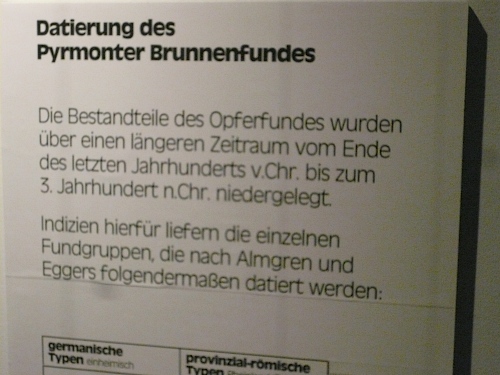 Datierung des
Pyrmonter Brunnenfundes
Die Bestandteile des Opferfundes wurden
über einen längeren Zeitraum vom Ende
des letzten Jahrhunderts v.Chr. bis zum
3. Jahrhundert n.Chr. niedergelegt.
Indizien hierfür liefern die einzelnen
Fundgruppen, die nach Almgren und
Eggers folgendermaßen datiert werden:
germanische
Typen einheimisch
provinzial-römische
Typen